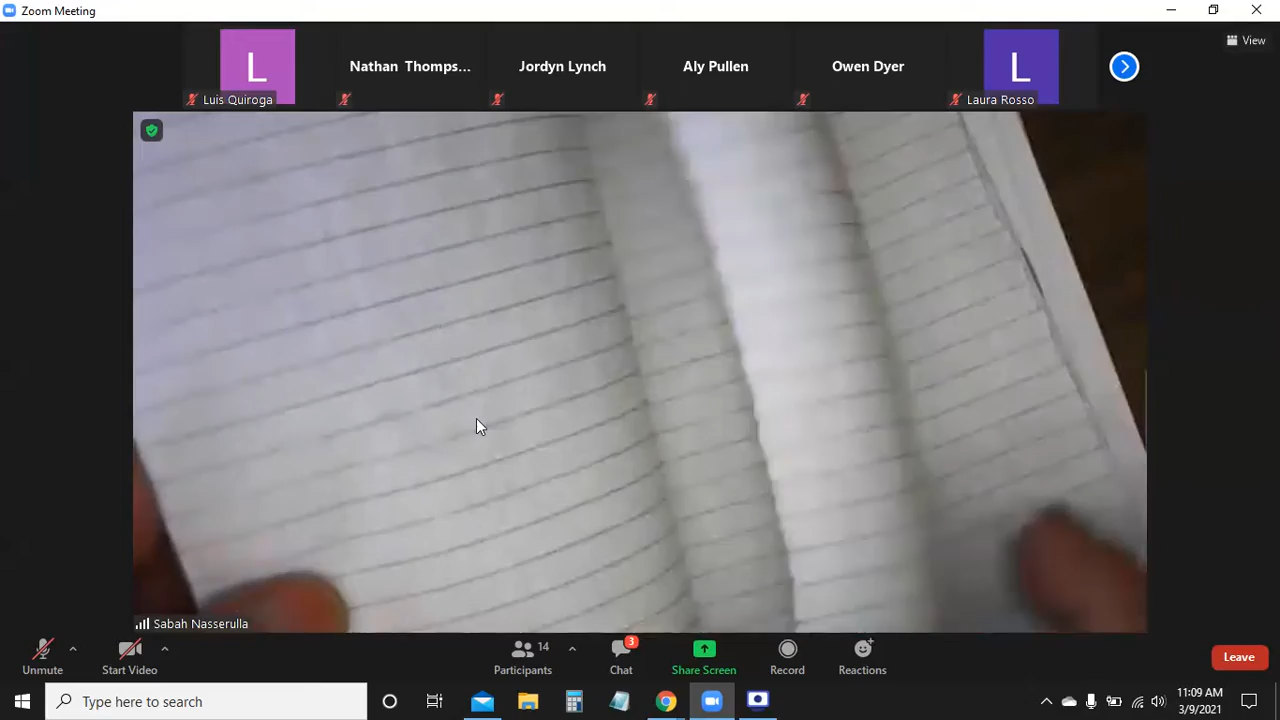 Zoom Meeting
View
L
Nathan Thomps...
Jordyn Lynch
Aly Pullen
Owen Dyer
L
Luis Quiroga
Laura Rosso
Sabah Nasserulla
14
3
Unmute
Start Video
Participants
Chat
Share Screen
Record
Reactions
Leave
Type here to search
11:09 AM
3/9/2021